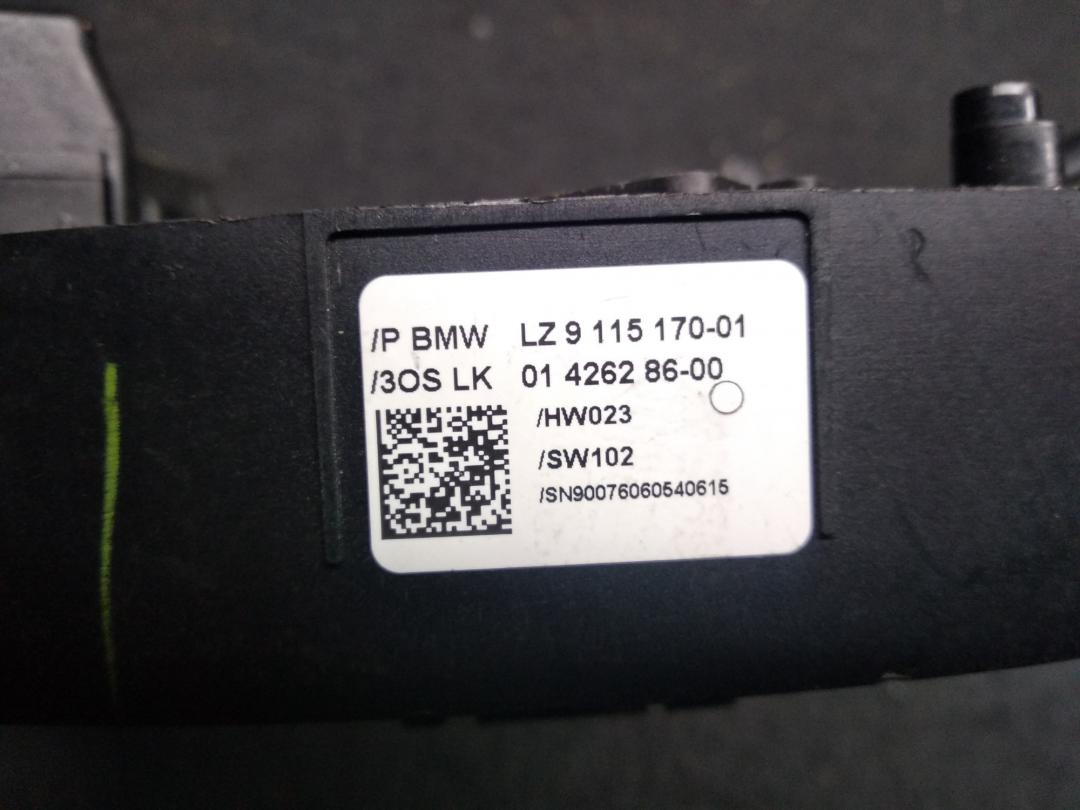 /P BMW LZ 9 115 170-01
/3OS LK 01 4262 86-00
/HW023
/SW102
/SN90076060540615